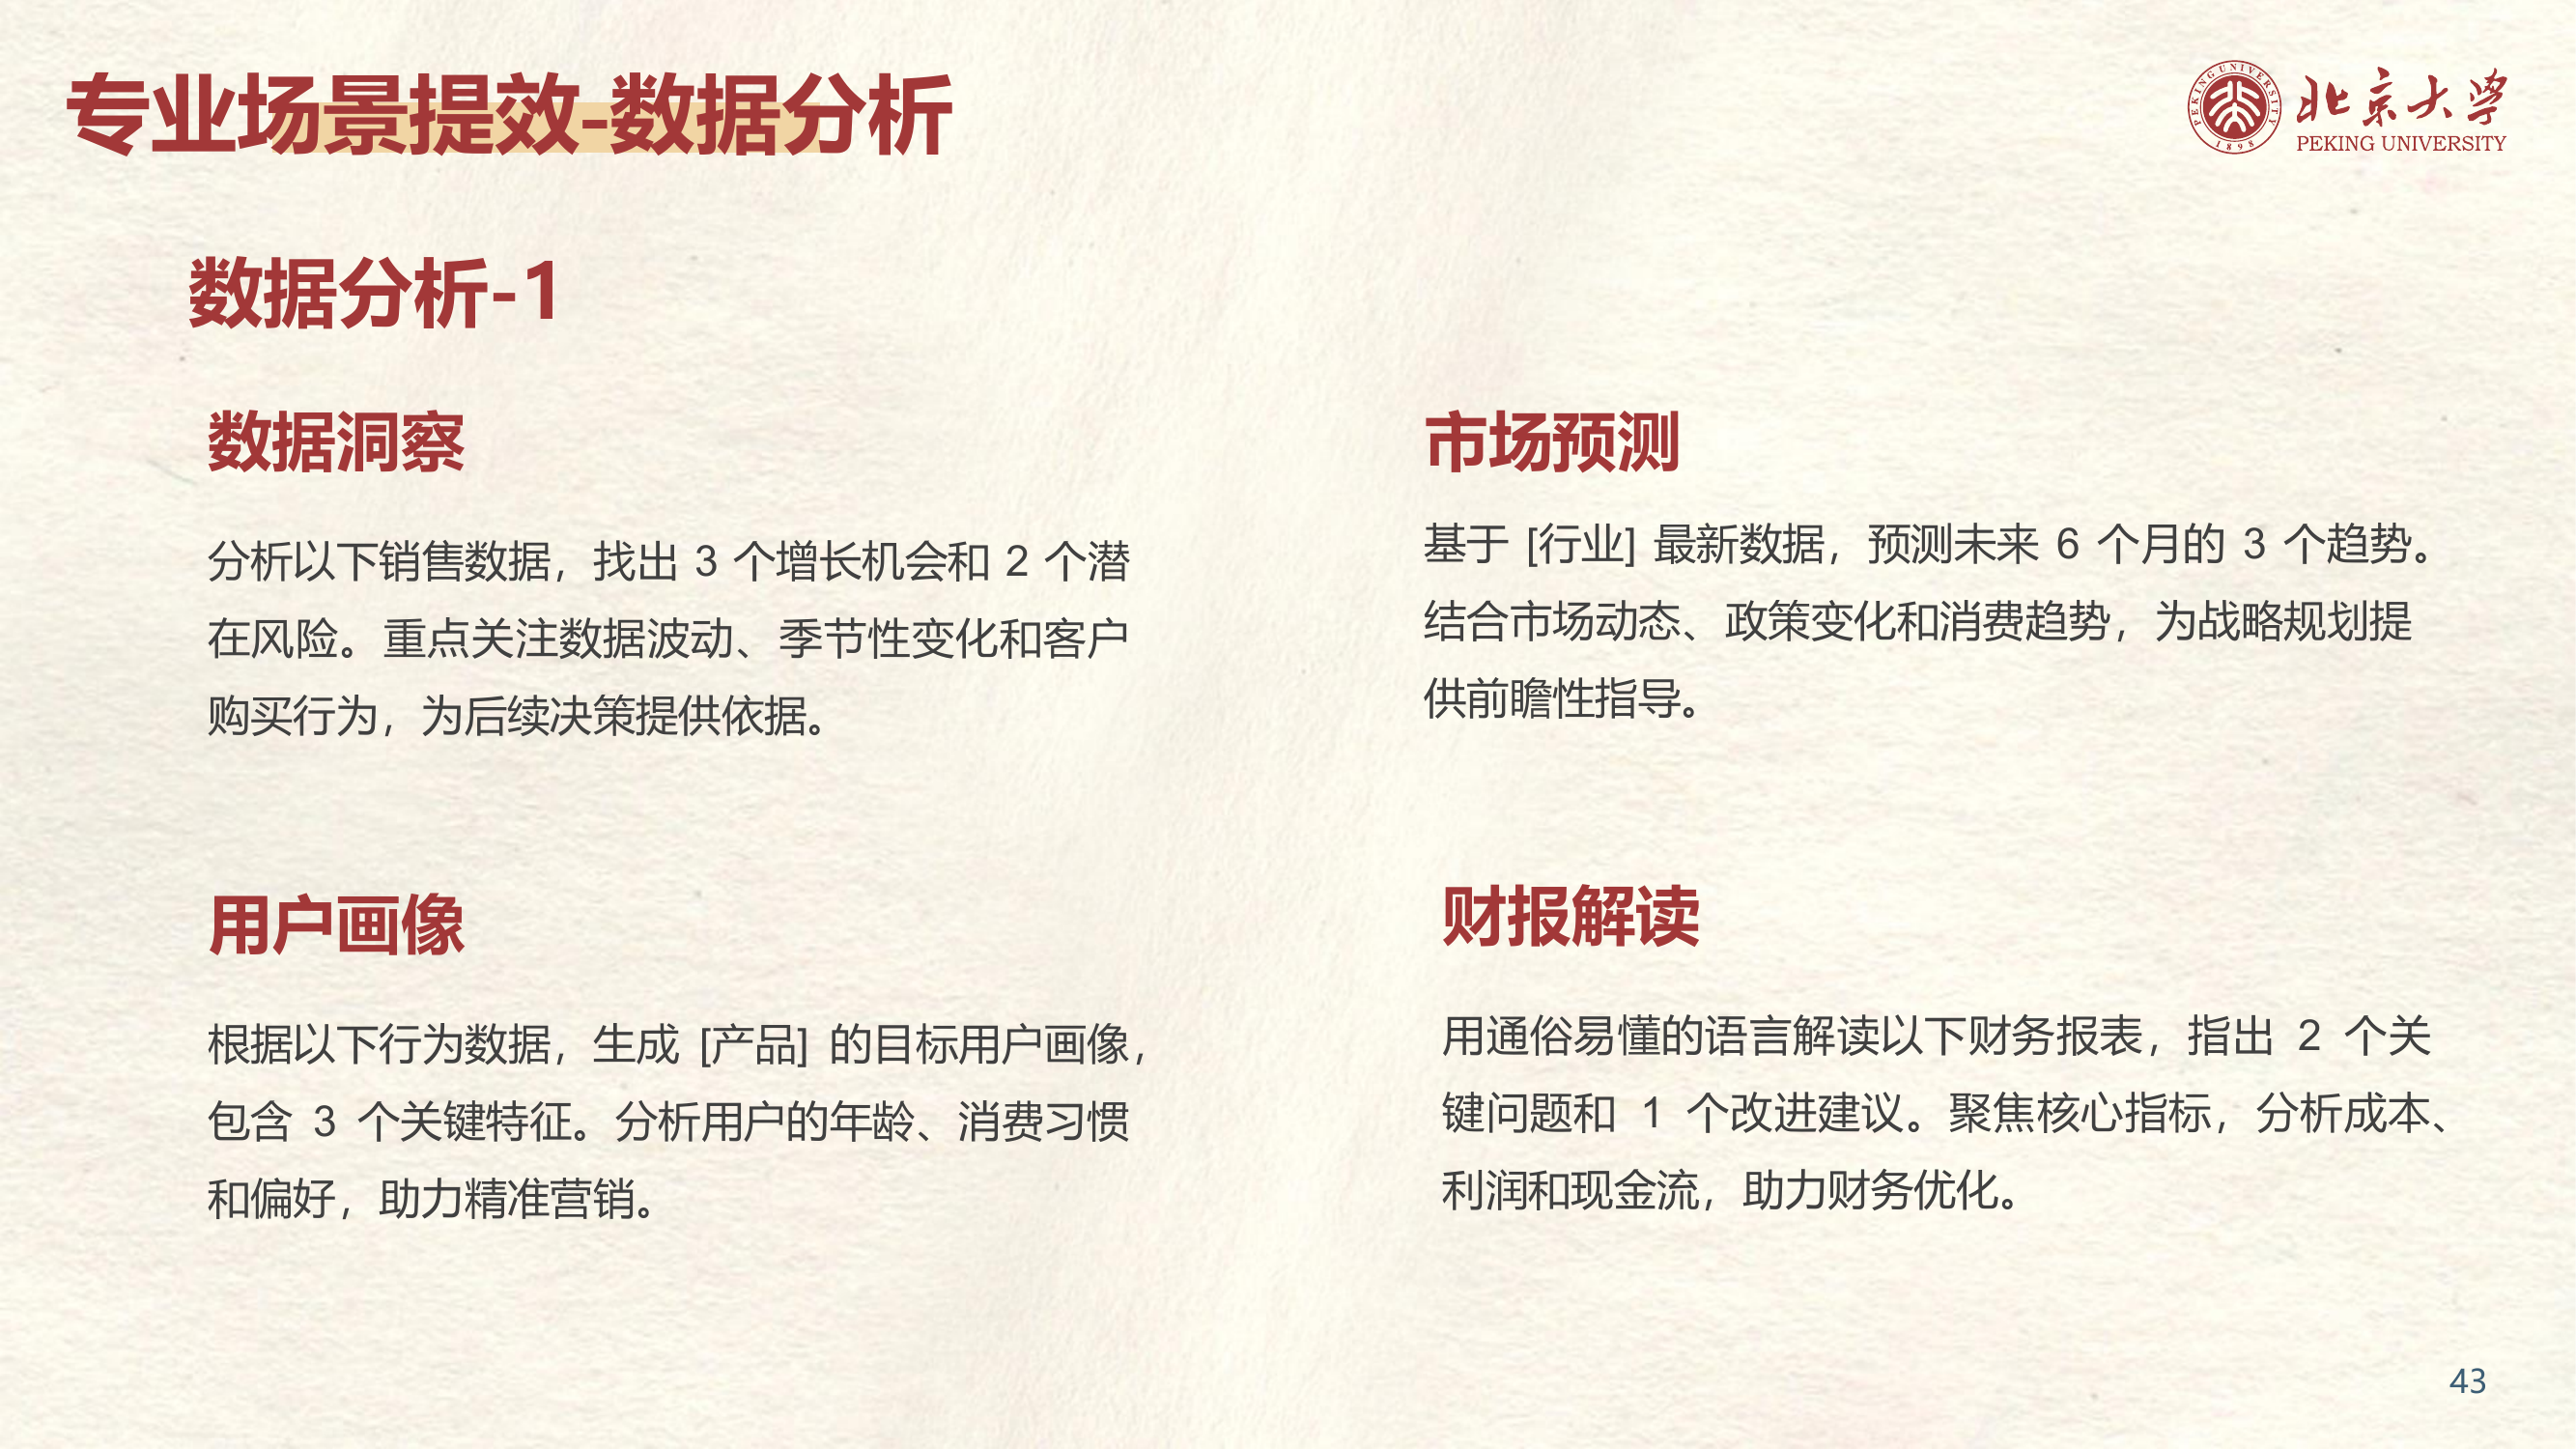 专业场景提效-数据分析
PEKING UNIVERSITY
1898
北京大学
PEKING UNIVERSITY
数据分析-1
数据洞察
分析以下销售数据，找出 3 个增长机会和 2 个潜
在风险。重点关注数据波动、季节性变化和客户
购买行为，为后续决策提供依据。
市场预测
基于 [行业] 最新数据，预测未来 6 个月的 3 个趋势。
结合市场动态、政策变化和消费趋势，为战略规划提
供前瞻性指导。
用户画像
根据以下行为数据，生成 [产品] 的目标用户画像，
包含 3 个关键特征。分析用户的年龄、消费习惯
和偏好，助力精准营销。
财报解读
用通俗易懂的语言解读以下财务报表，指出 2 个关
键问题和 1 个改进建议。聚焦核心指标，分析成本、
利润和现金流，助力财务优化。
43